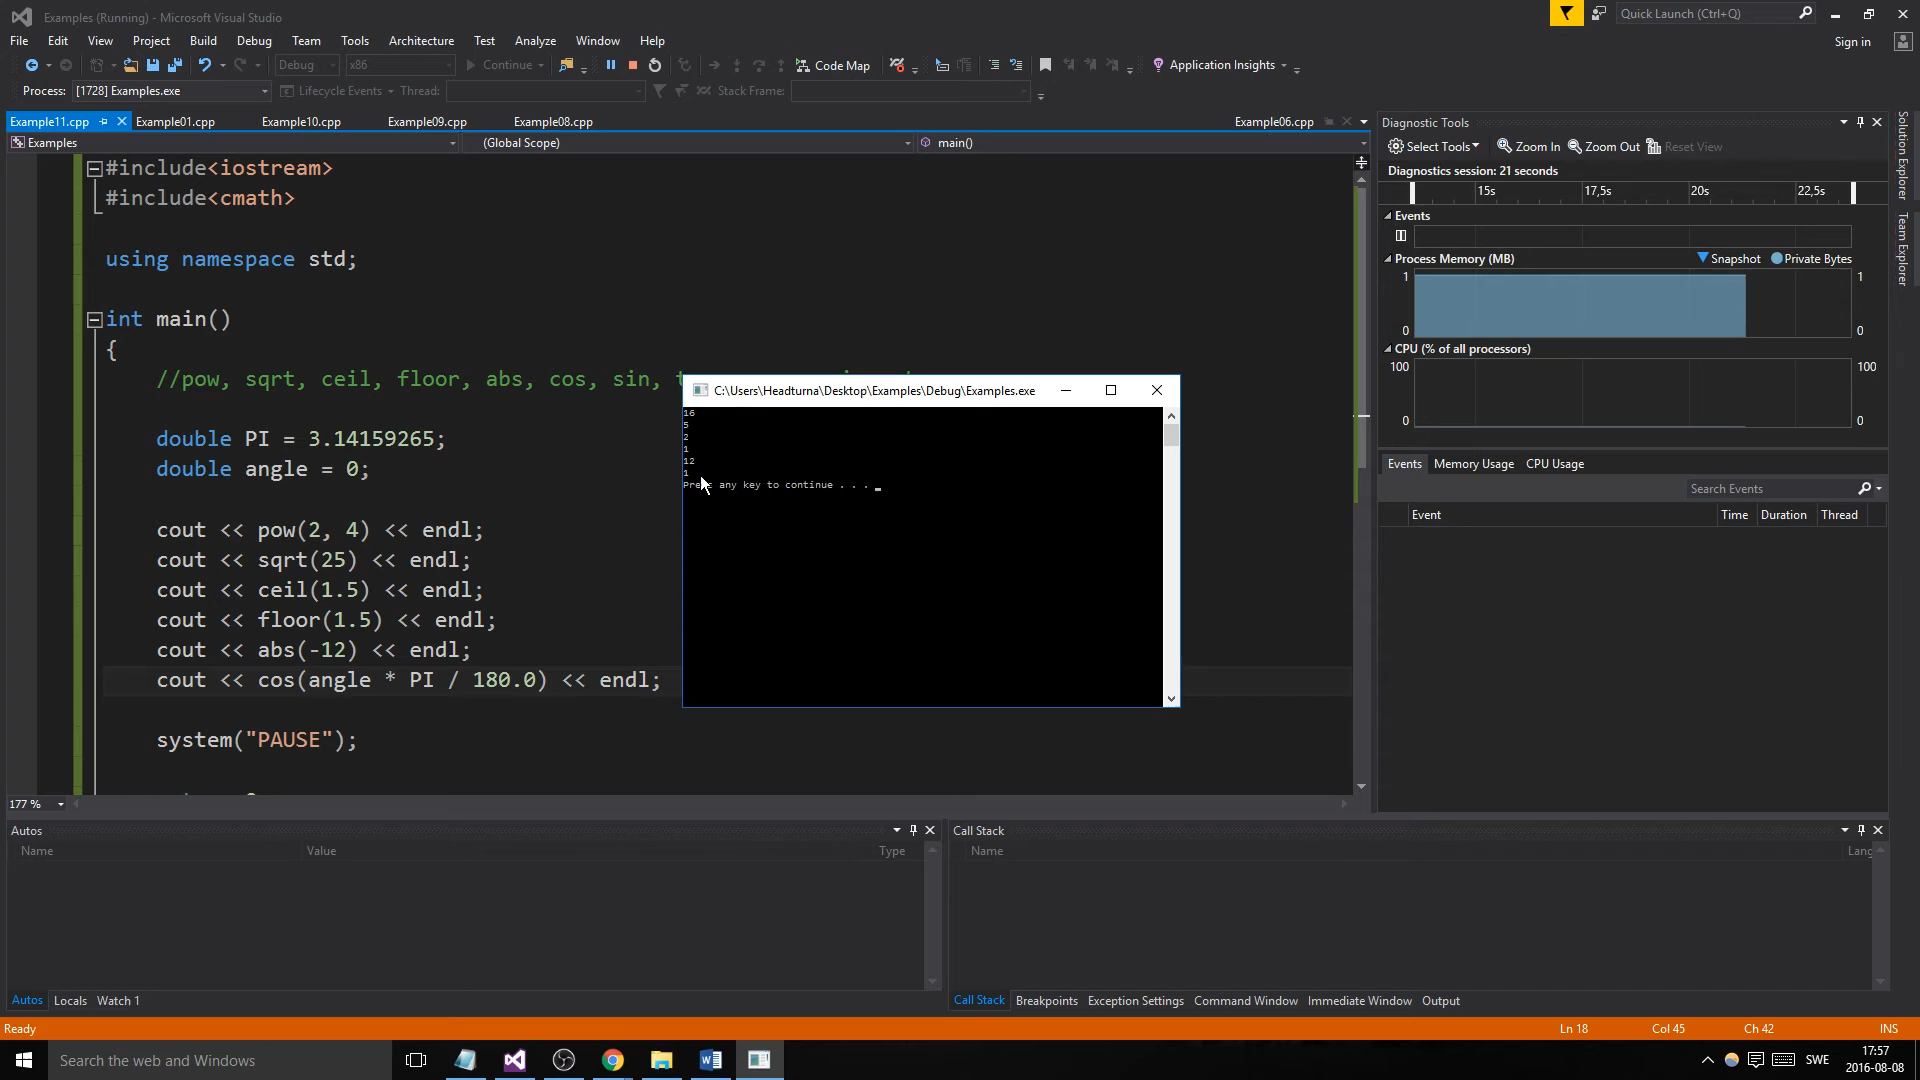 Examples (Running) - Microsoft Visual Studio
Quick Launch (Ctrl+Q)
File Edit View Project Build Debug Team Tools Architecture Test Analyze Window Help
Sign in
Debug x86 Continue Code Map Application Insights
Process: [1728] Examples.exe Lifecycle Events Thread: Stack Frame:
Example11.cpp Example01.cpp Example10.cpp Example09.cpp Example08.cpp Example06.cpp
Examples (Global Scope) main()
#include<iostream>
#include<cmath>
using namespace std;
int main()
{
//pow, sqrt, ceil, floor, abs, cos, sin,
double PI = 3.14159265;
double angle = 0;
cout << pow(2, 4) << endl;
cout << sqrt(25) << endl;
cout << ceil(1.5) << endl;
cout << floor(1.5) << endl;
cout << abs(-12) << endl;
cout << cos(angle * PI / 180.0) << endl;
system("PAUSE");
177 %
C:\Users\Headturna\Desktop\Examples\Debug\Examples.exe
16
5
2
1
12
1
Press any key to continue . . .
Diagnostic Tools
Select Tools Zoom In Zoom Out Reset View
Diagnostics session: 21 seconds
15s 17,5s 20s 22,5s
Events
Process Memory (MB) Snapshot Private Bytes
1 1
0 0
CPU (% of all processors)
100 100
0 0
Events Memory Usage CPU Usage
Search Events
Event Time Duration Thread
Solution Explorer
Team Explorer
Autos
Name Value Type
Autos Locals Watch 1
Call Stack
Name Lang
Call Stack Breakpoints Exception Settings Command Window Immediate Window Output
Ready Ln 18 Col 45 Ch 42 INS
Search the web and Windows
SWE
17:57
2016-08-08